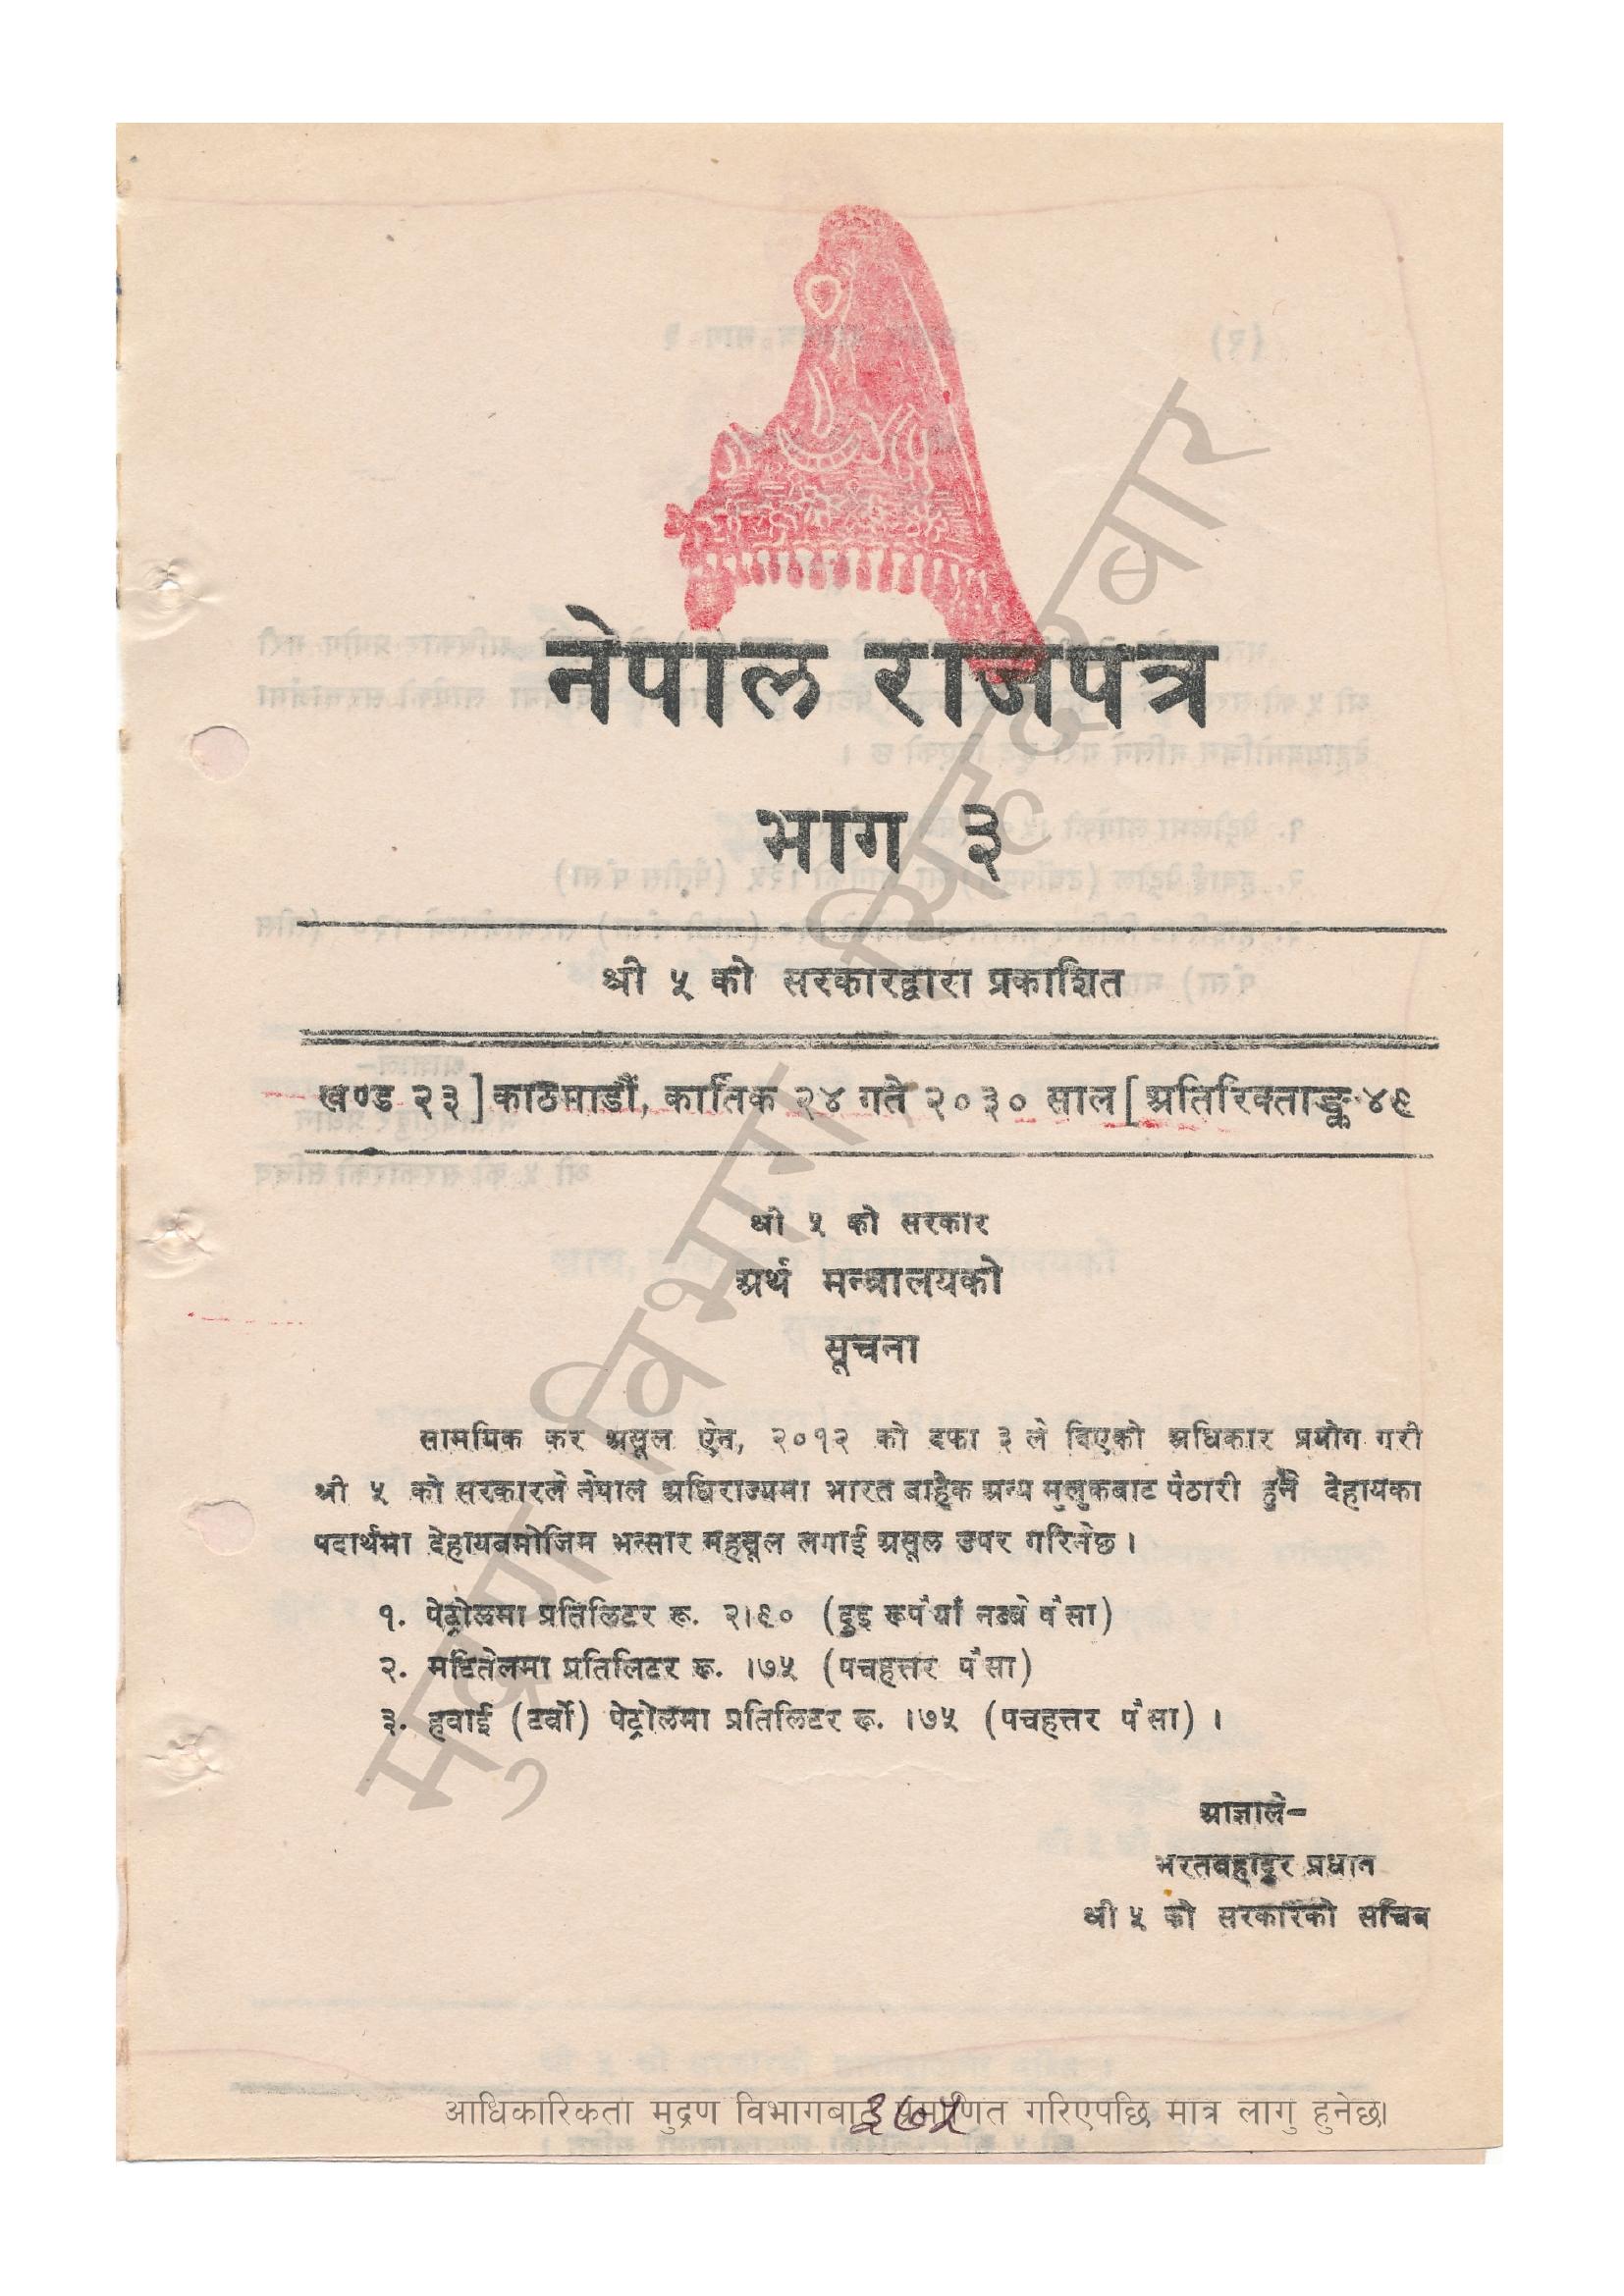 नेपाल राजपत्र
भाग ३
श्री ५ को सरकारद्वारा प्रकाशित
खण्ड २३] काठमाडौं, कार्तिक २४ गते २०३० साल [अतिरिक्ताङ्क ४९
श्री ५ को सरकार
अर्थ मन्त्रालयको
सूचना
सामयिक कर असूल ऐन, २०१२ को दफा ३ ले दिएको अधिकार प्रयोग गरी
श्री ५ को सरकारले नेपाल अधिराज्यमा भारत बाहेक अन्य मुलुकबाट पैठारी हुने देहायका
पदार्थमा देहायबमोजिम भन्सार महसूल लगाई असूल उपर गरिनेछ।
१. पेट्रोलमा प्रतिलिटर रू. २।९० (दुइ रूपैयाँ नब्बे पैसा)
२. मट्टितेलमा प्रतिलिटर रू. ।७५ (पचहत्तर पैसा)
३. हवाई (टर्वो) पेट्रोलमा प्रतिलिटर रू. ।७५ (पचहत्तर पैसा) ।
आज्ञाले-
भरतबहादुर प्रधान
श्री ५ को सरकारको सचिव
मुद्रण विभाग, सिंहदरबार
आधिकारिकता मुद्रण विभागबाट प्रमाणित गरिएपछि मात्र लागु हुनेछ।
३७५